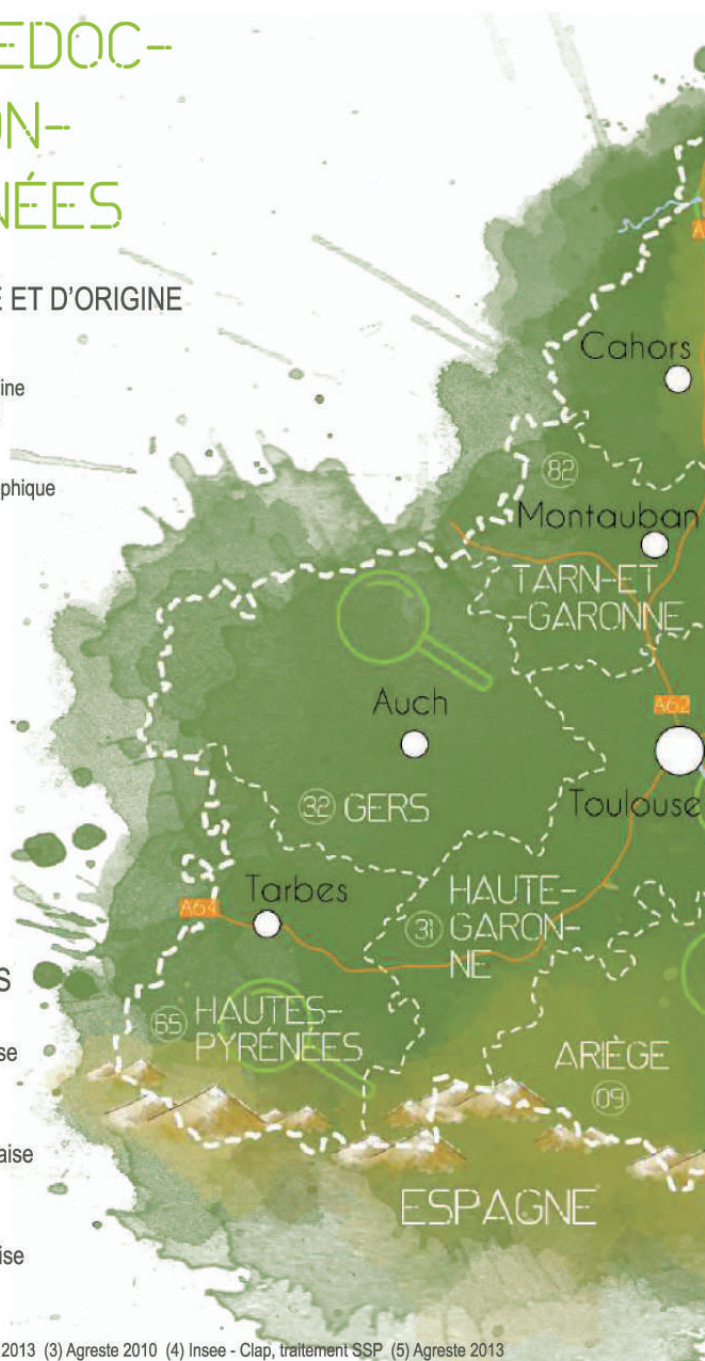 EDOC-
ON-
NÉES
E ET D'ORIGINE
ine
phique
A
Cahors
82
Montauban
TARN-ET
-GARONNE
A62
Auch
Toulouse
32 GERS
Tarbes
A64
HAUTE-
31 GARON-
NE
S
65 HAUTES-
PYRÉNÉES
se
ARIÈGE
09
aise
ESPAGNE
ise
2013 (3) Agreste 2010 (4) Insee - Clap, traitement SSP (5) Agreste 2013